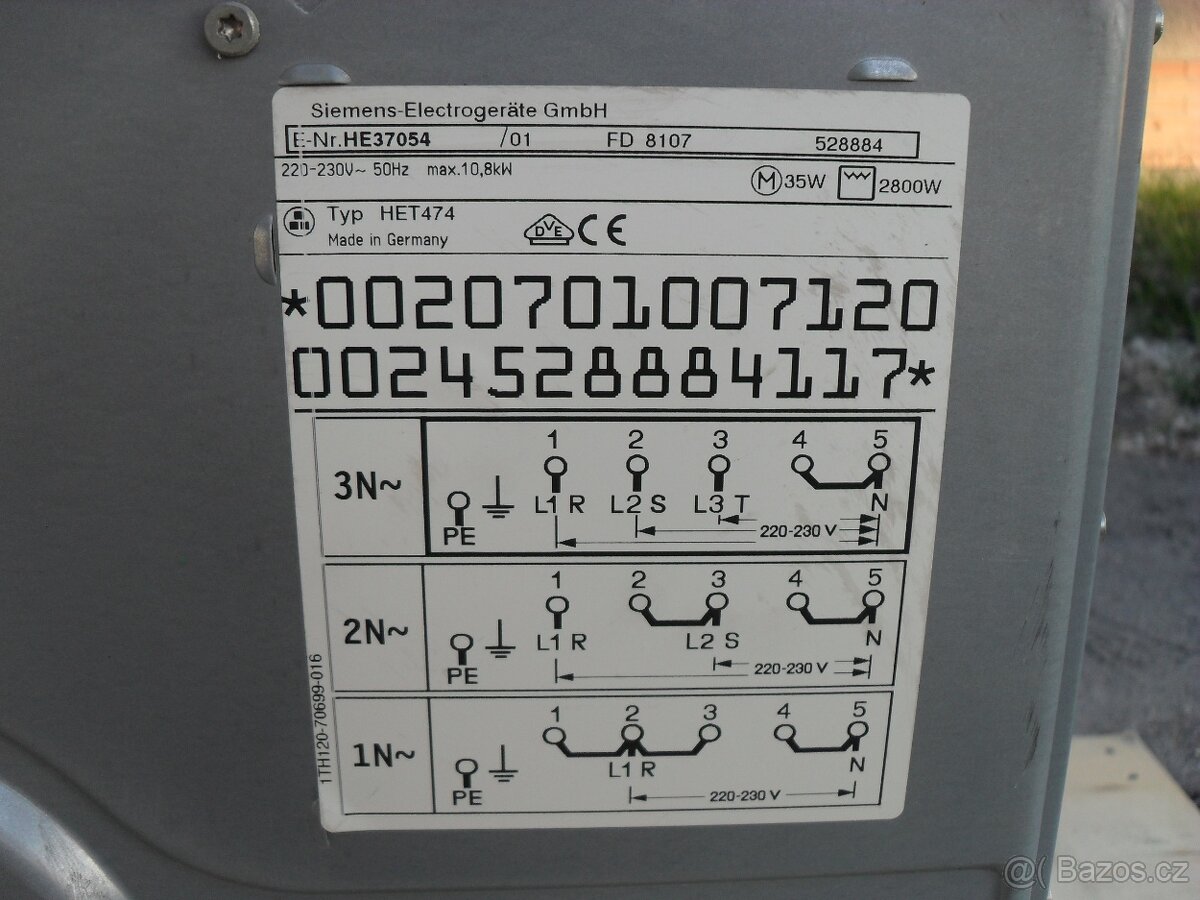 Siemens-Electrogeräte GmbH
E-Nr. HE37054 /01 FD 8107 528884
220-230V~ 50Hz max.10,8kW M 35W 2800W
Typ HET474
Made in Germany DVE CE
*0020701007120
0024528884117*
3N~ PE 1 2 3 4 5
L1 R L2 S L3 T N
220-230 V
2N~ PE 1 2 3 4 5
L1 R L2 S N
220-230 V
1N~ PE 1 2 3 4 5
L1 R N
220-230 V
1TH120-70699-016
@( Bazos.cz